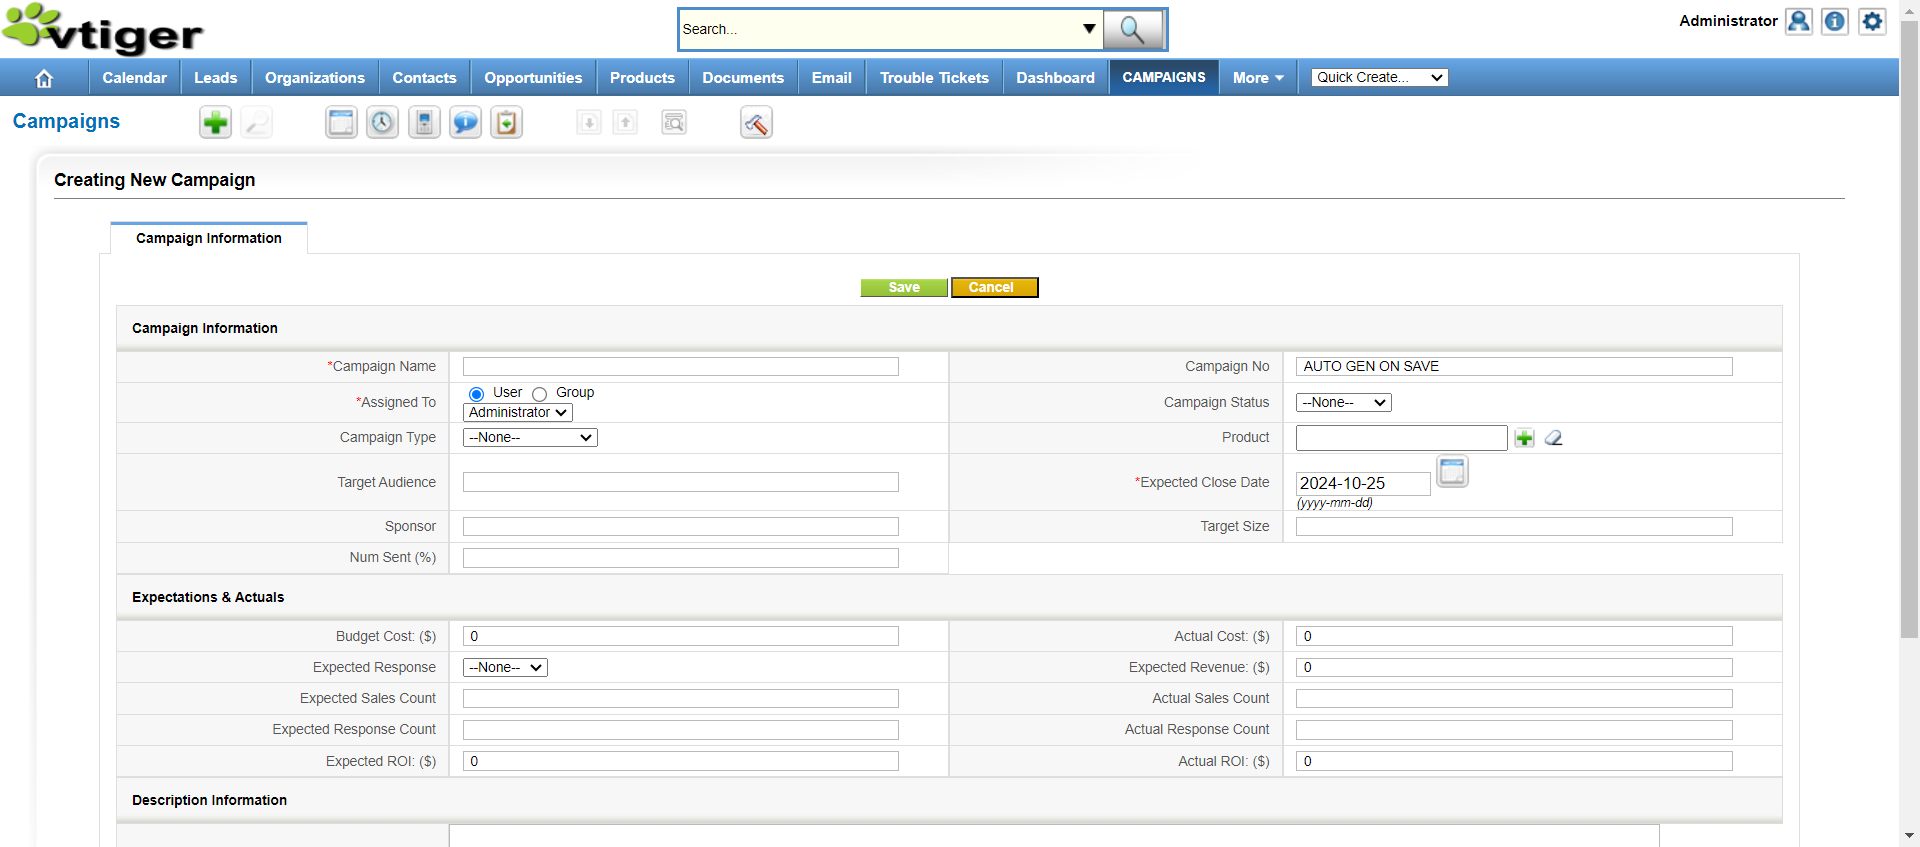 vtiger
Search...
Administrator
Calendar Leads Organizations Contacts Opportunities Products Documents Email Trouble Tickets Dashboard CAMPAIGNS More Quick Create...
Campaigns
Creating New Campaign
Campaign Information
Save Cancel
Campaign Information
*Campaign Name Campaign No AUTO GEN ON SAVE
*Assigned To User Group Administrator Campaign Status --None--
Campaign Type --None-- Product
Target Audience *Expected Close Date 2024-10-25
(yyyy-mm-dd)
Sponsor Target Size
Num Sent (%)
Expectations & Actuals
Budget Cost: ($) 0 Actual Cost: ($) 0
Expected Response --None-- Expected Revenue: ($) 0
Expected Sales Count Actual Sales Count
Expected Response Count Actual Response Count
Expected ROI: ($) 0 Actual ROI: ($) 0
Description Information